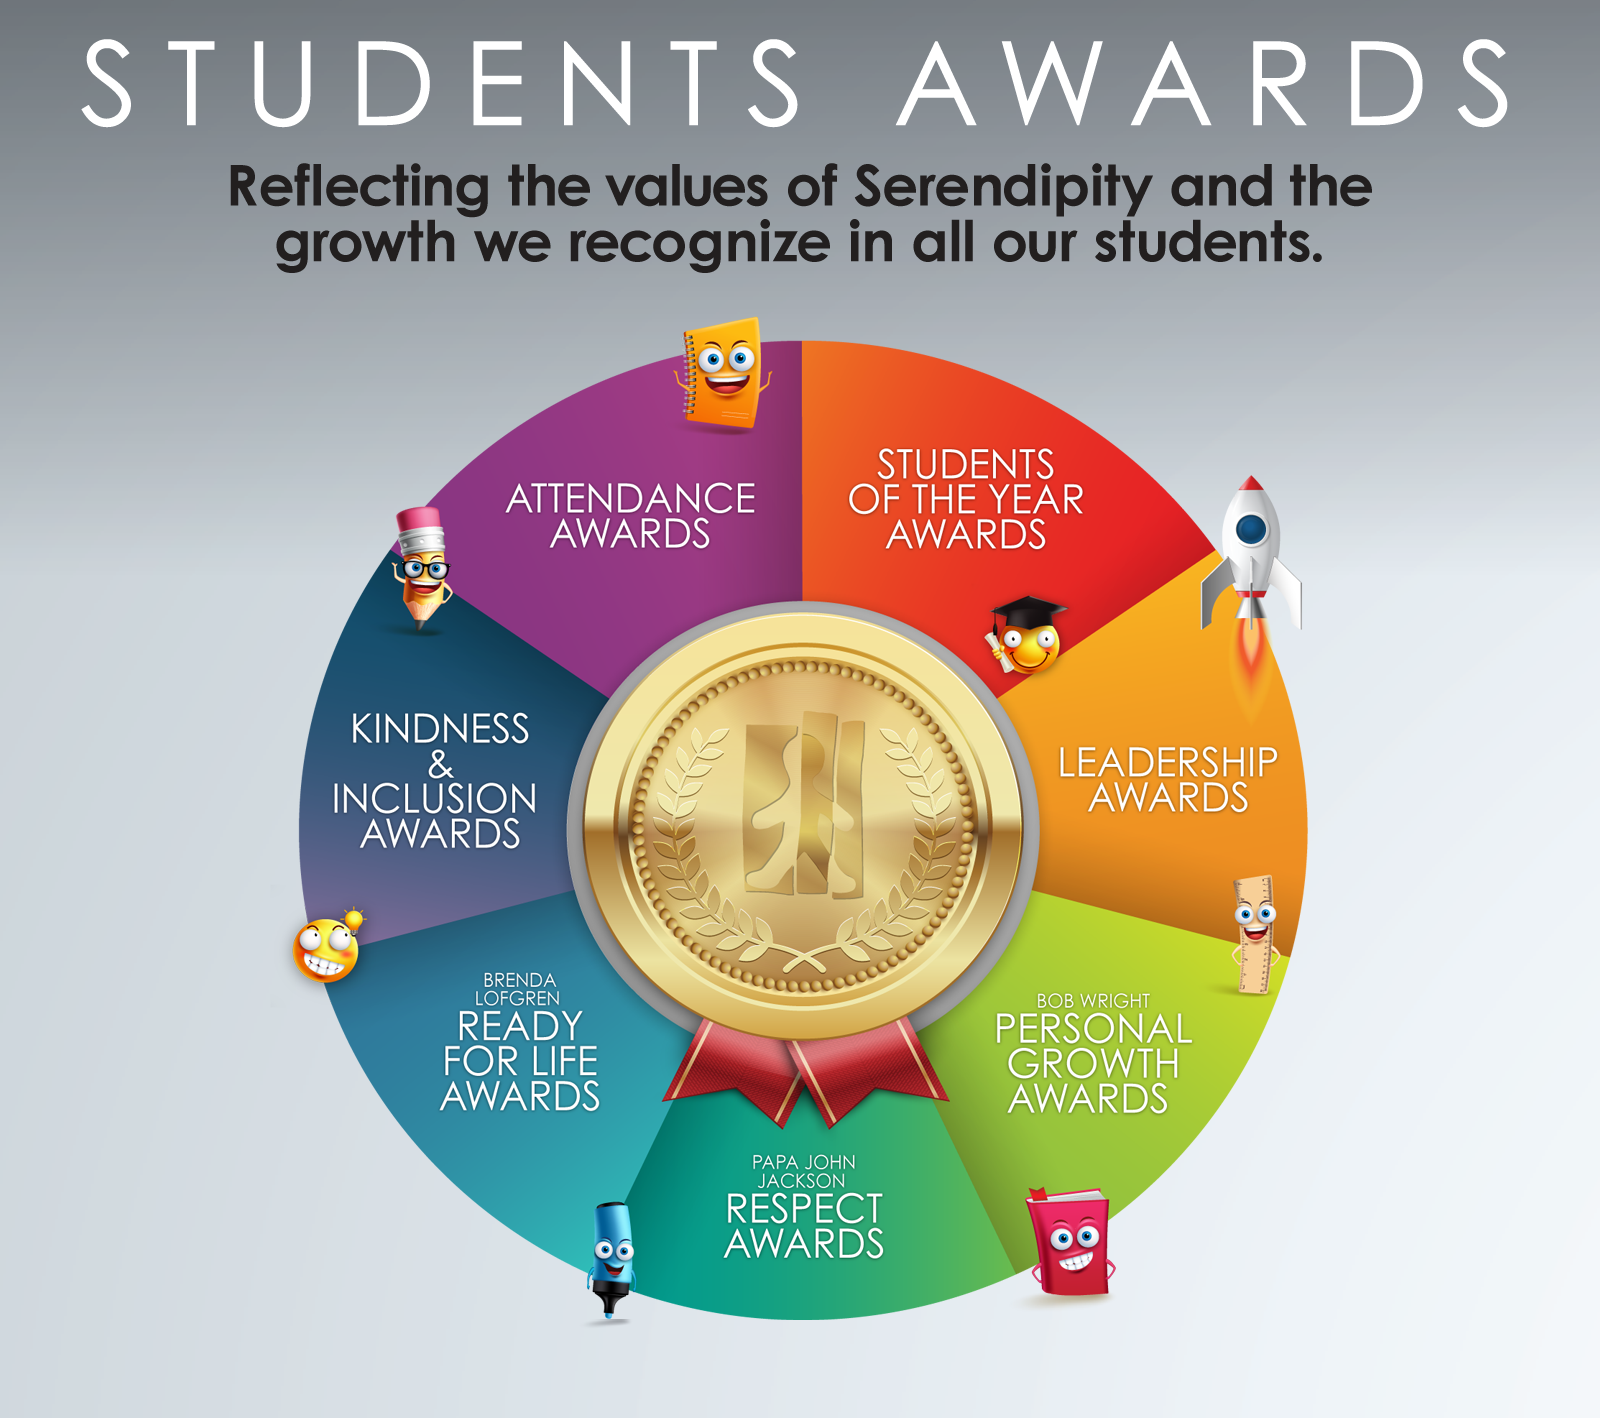 STUDENTS AWARDS
Reflecting the values of Serendipity and the
growth we recognize in all our students.
STUDENTS
OF THE YEAR
AWARDS
LEADERSHIP
AWARDS
BOB WRIGHT
PERSONAL
GROWTH
AWARDS
PAPA JOHN
JACKSON
RESPECT
AWARDS
BRENDA
LOFGREN
READY
FOR LIFE
AWARDS
KINDNESS
&
INCLUSION
AWARDS
ATTENDANCE
AWARDS